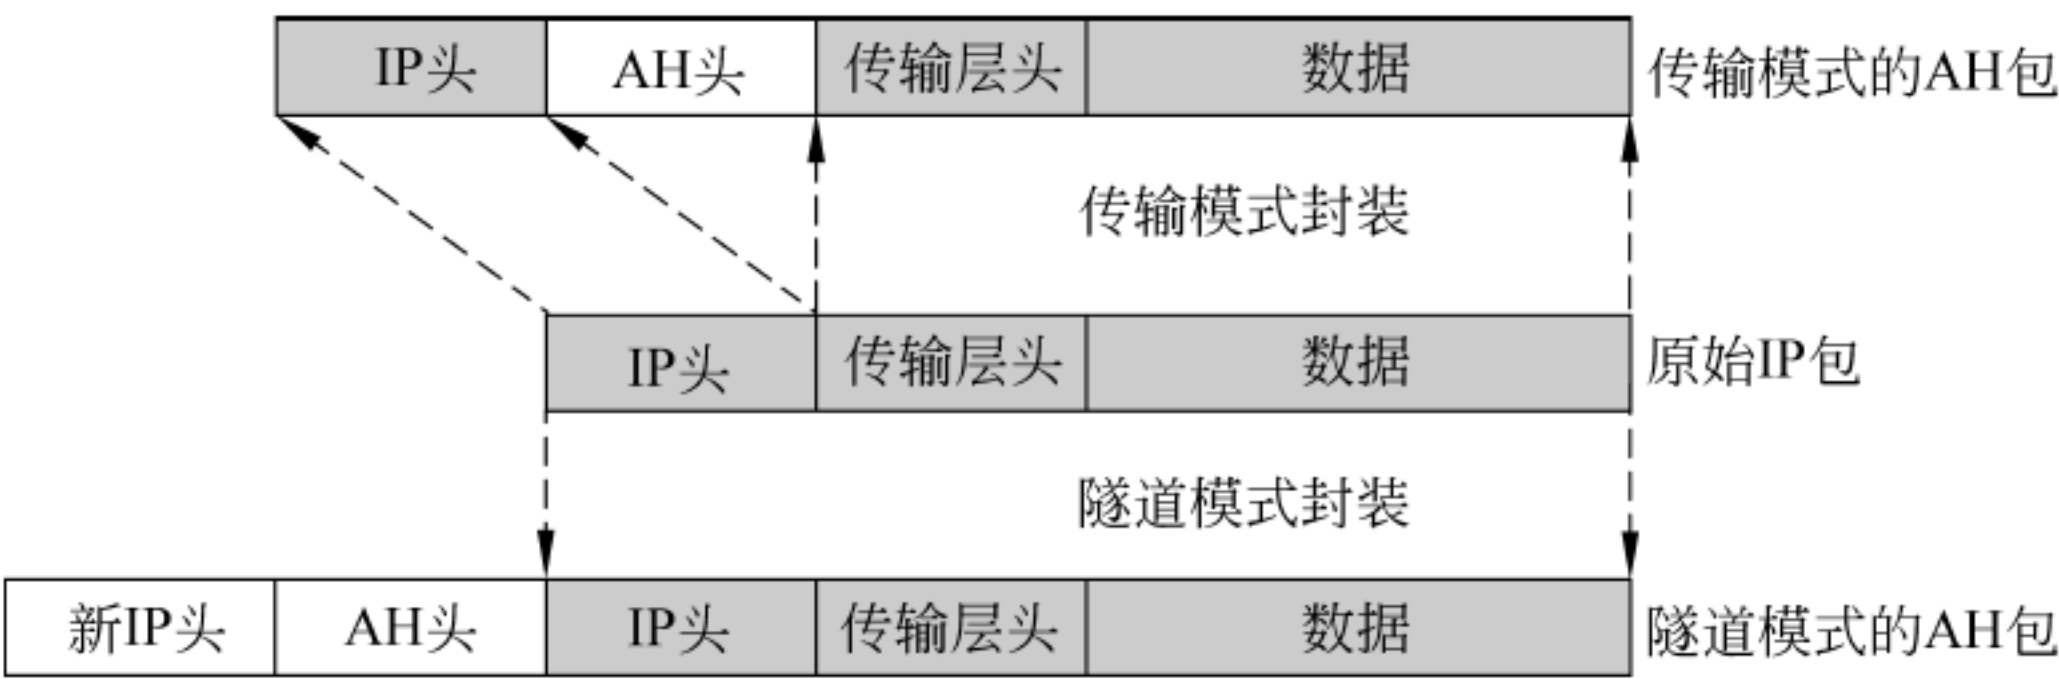 IP头 AH头 传输层头 数据 传输模式的AH包
传输模式封装
IP头 传输层头 数据 原始IP包
隧道模式封装
新IP头 AH头 IP头 传输层头 数据 隧道模式的AH包